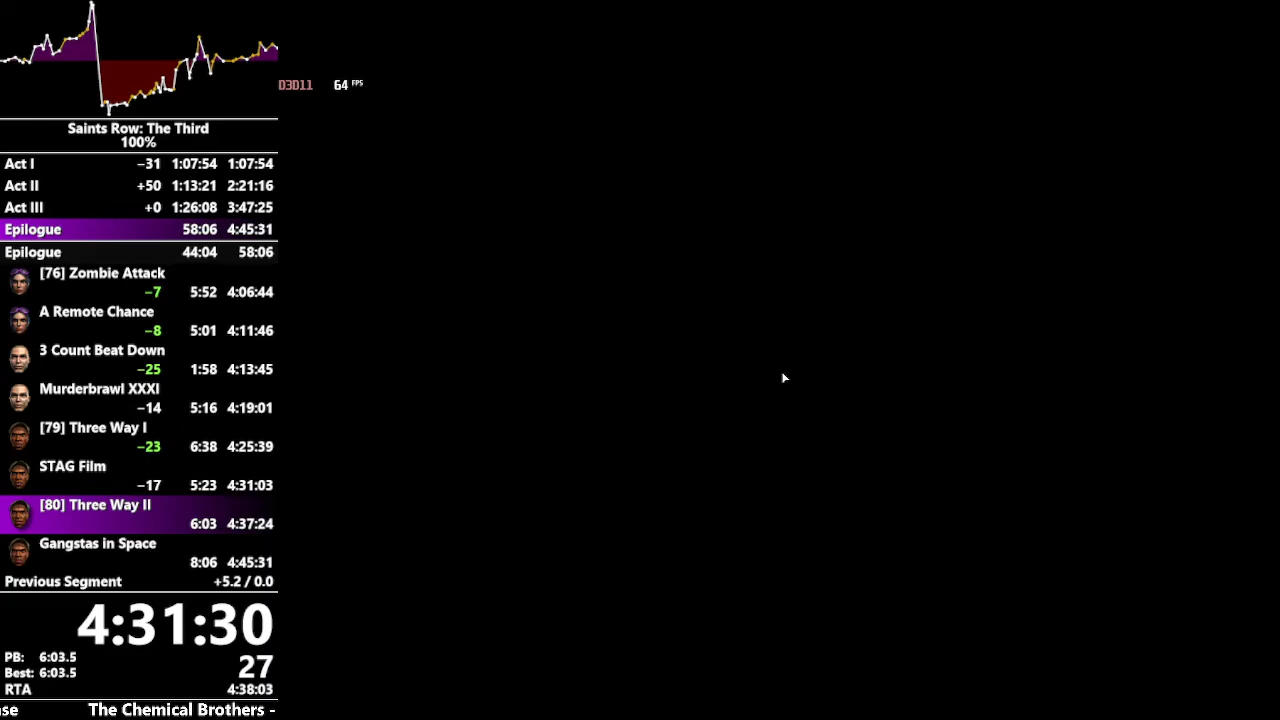 D3D11 64 FPS
Saints Row: The Third
100%
Act I −31 1:07:54 1:07:54
Act II +50 1:13:21 2:21:16
Act III +0 1:26:08 3:47:25
Epilogue 58:06 4:45:31
Epilogue 44:04 58:06
[76] Zombie Attack
−7 5:52 4:06:44
A Remote Chance
−8 5:01 4:11:46
3 Count Beat Down
−25 1:58 4:13:45
Murderbrawl XXXI
−14 5:16 4:19:01
[79] Three Way I
−23 6:38 4:25:39
STAG Film
−17 5:23 4:31:03
[80] Three Way II
6:03 4:37:24
Gangstas in Space
8:06 4:45:31
Previous Segment +5.2 / 0.0
4:31:30
PB: 6:03.5
27
Best: 6:03.5
RTA 4:38:03
se The Chemical Brothers -